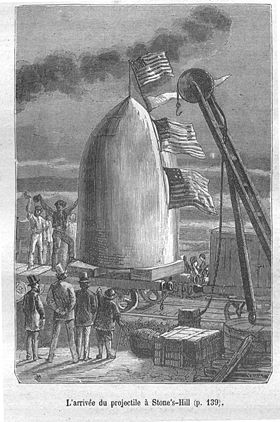 L'arrivée du projectile à Stone's-Hill (p. 139).